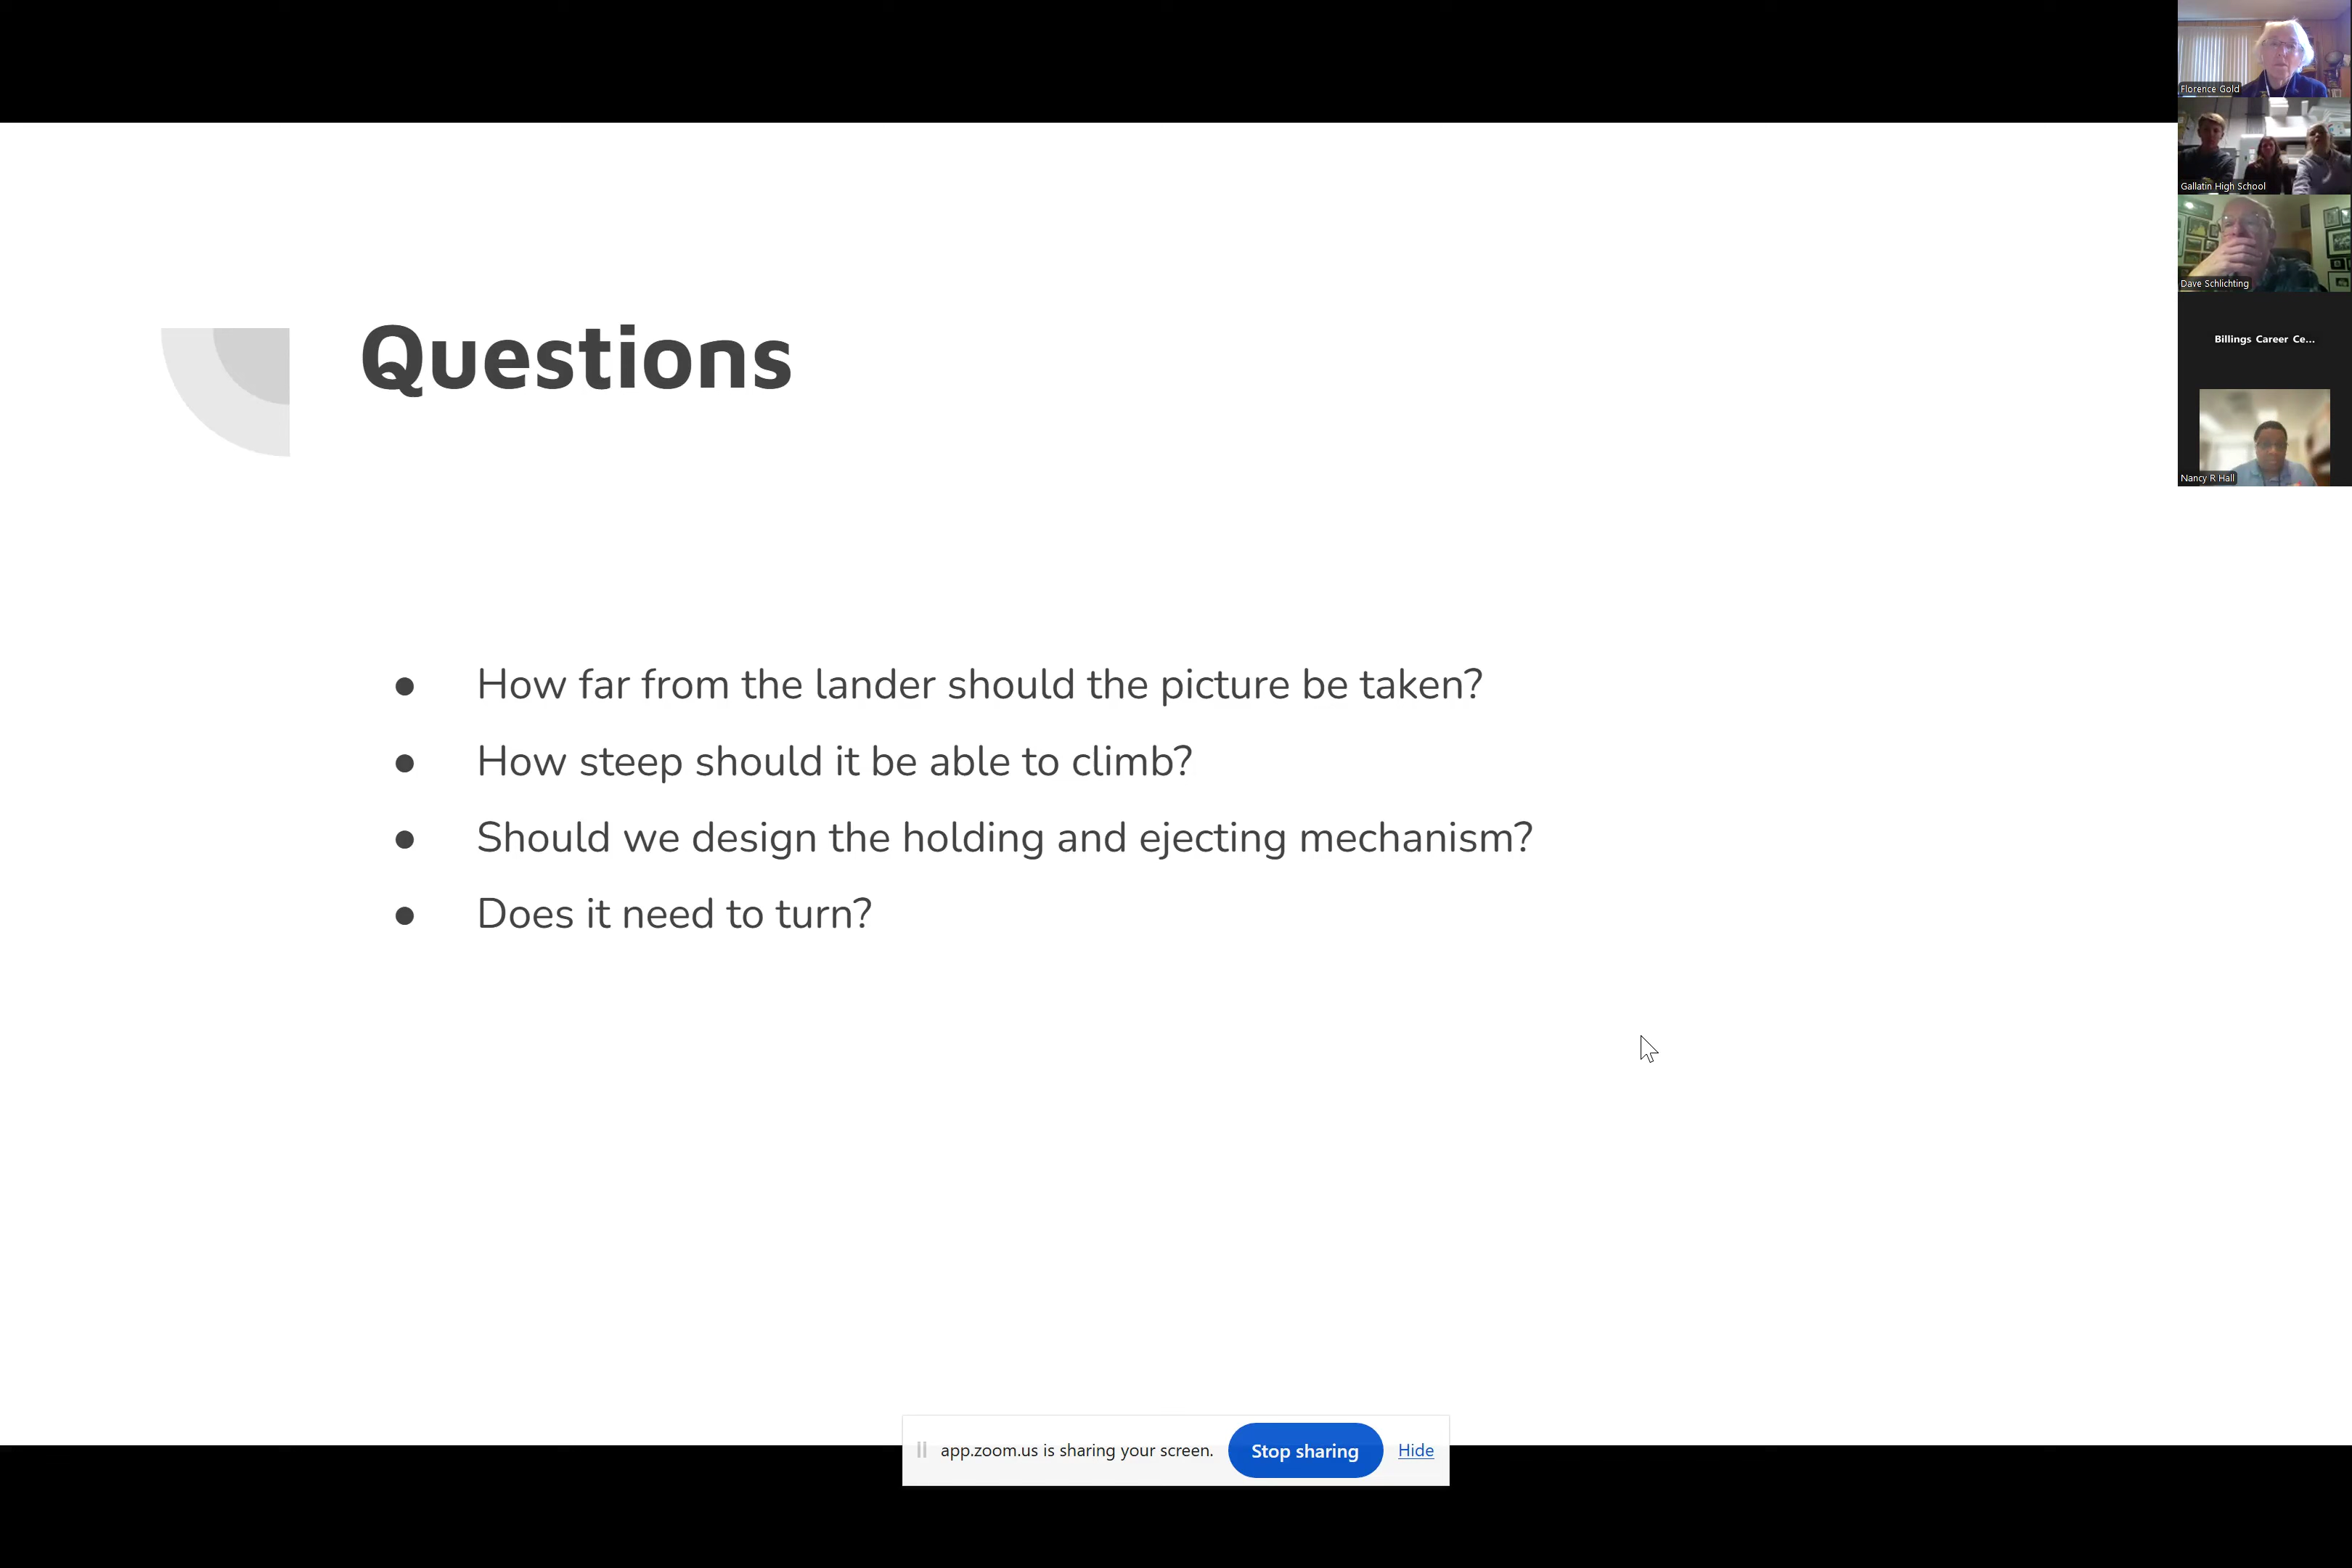 Florence Gold
Gallatin High School
Dave Schlichting
Billings Career Ce...
Nancy R Hall
Questions
● How far from the lander should the picture be taken?
● How steep should it be able to climb?
● Should we design the holding and ejecting mechanism?
● Does it need to turn?
app.zoom.us is sharing your screen. Stop sharing Hide